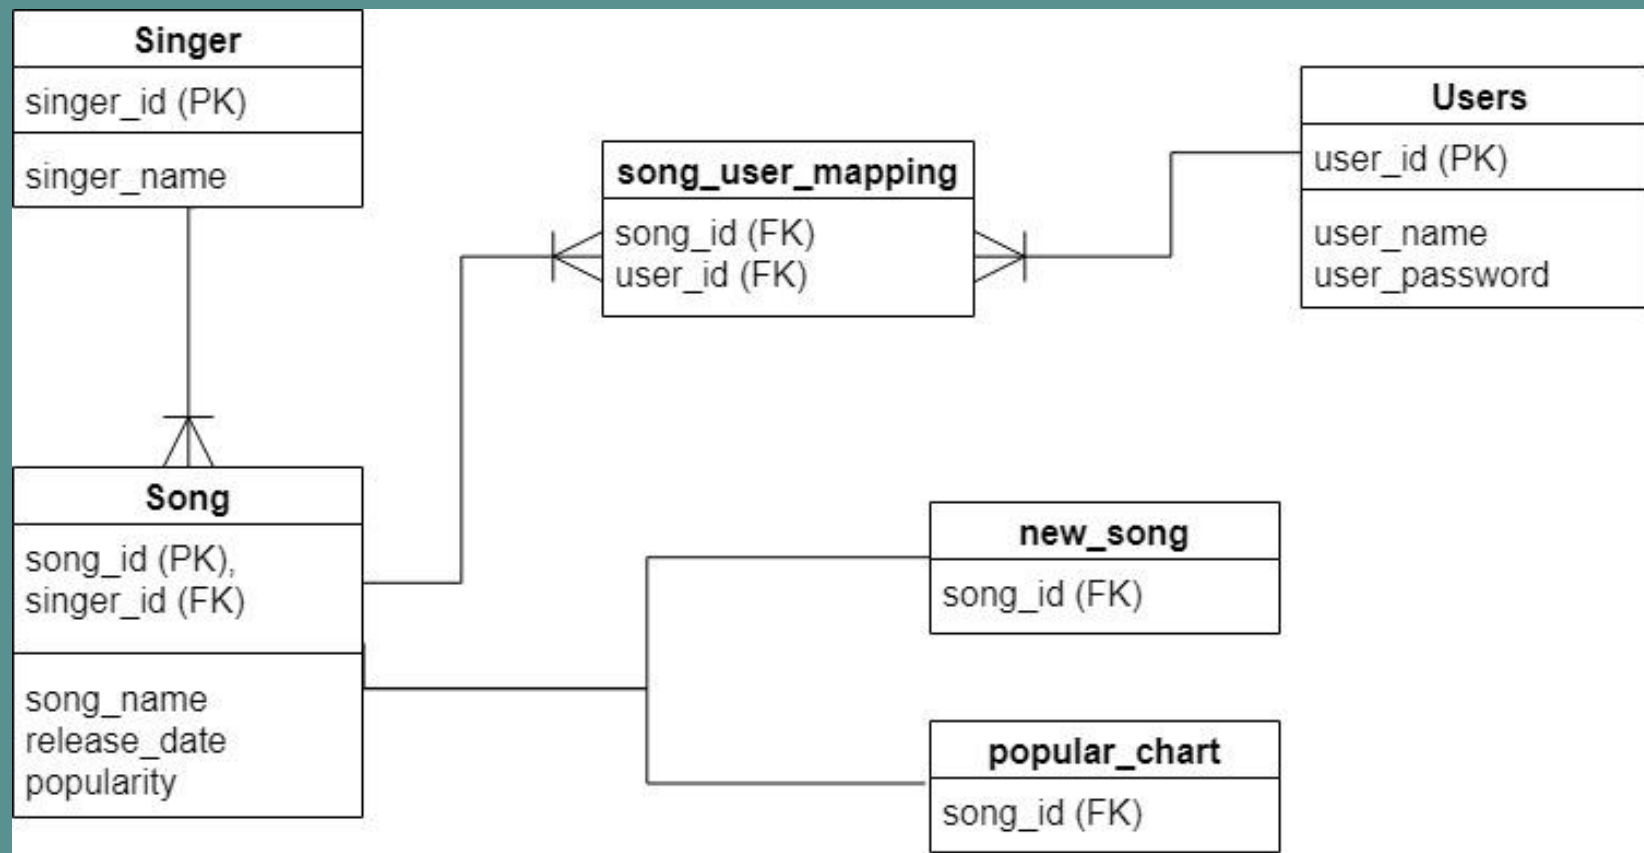 Singer
singer_id (PK)
singer_name
song_user_mapping
song_id (FK)
user_id (FK)
Users
user_id (PK)
user_name
user_password
Song
song_id (PK),
singer_id (FK)
song_name
release_date
popularity
new_song
song_id (FK)
popular_chart
song_id (FK)